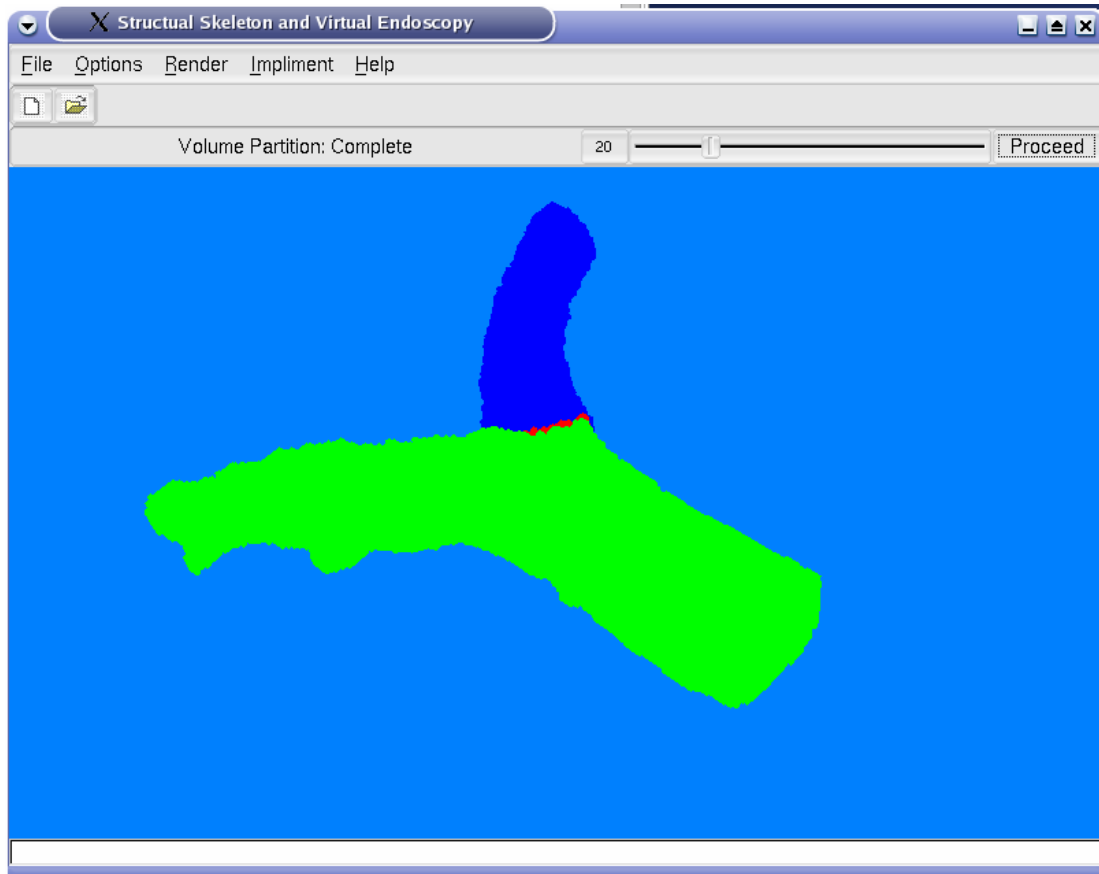 X Structual Skeleton and Virtual Endoscopy
File Options Render Impliment Help
Volume Partition: Complete 20 Proceed